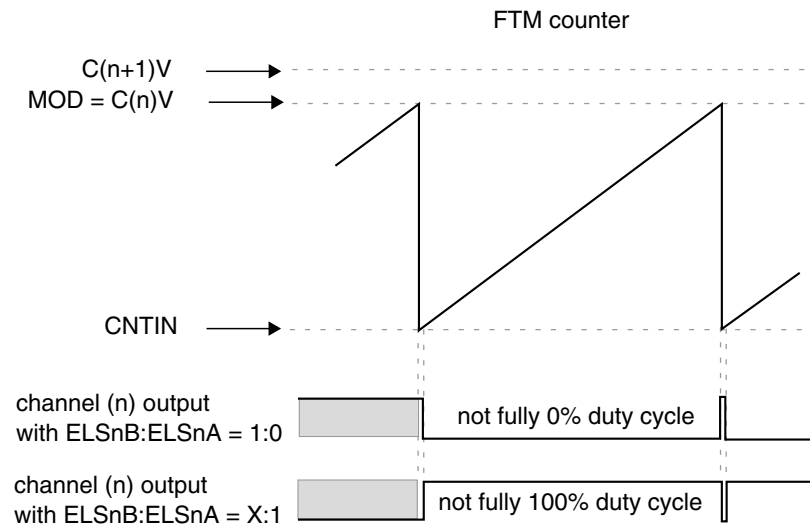 FTM counter
C(n+1)V
MOD = C(n)V
CNTIN
channel (n) output
with ELSnB:ELSnA = 1:0
not fully 0% duty cycle
channel (n) output
with ELSnB:ELSnA = X:1
not fully 100% duty cycle